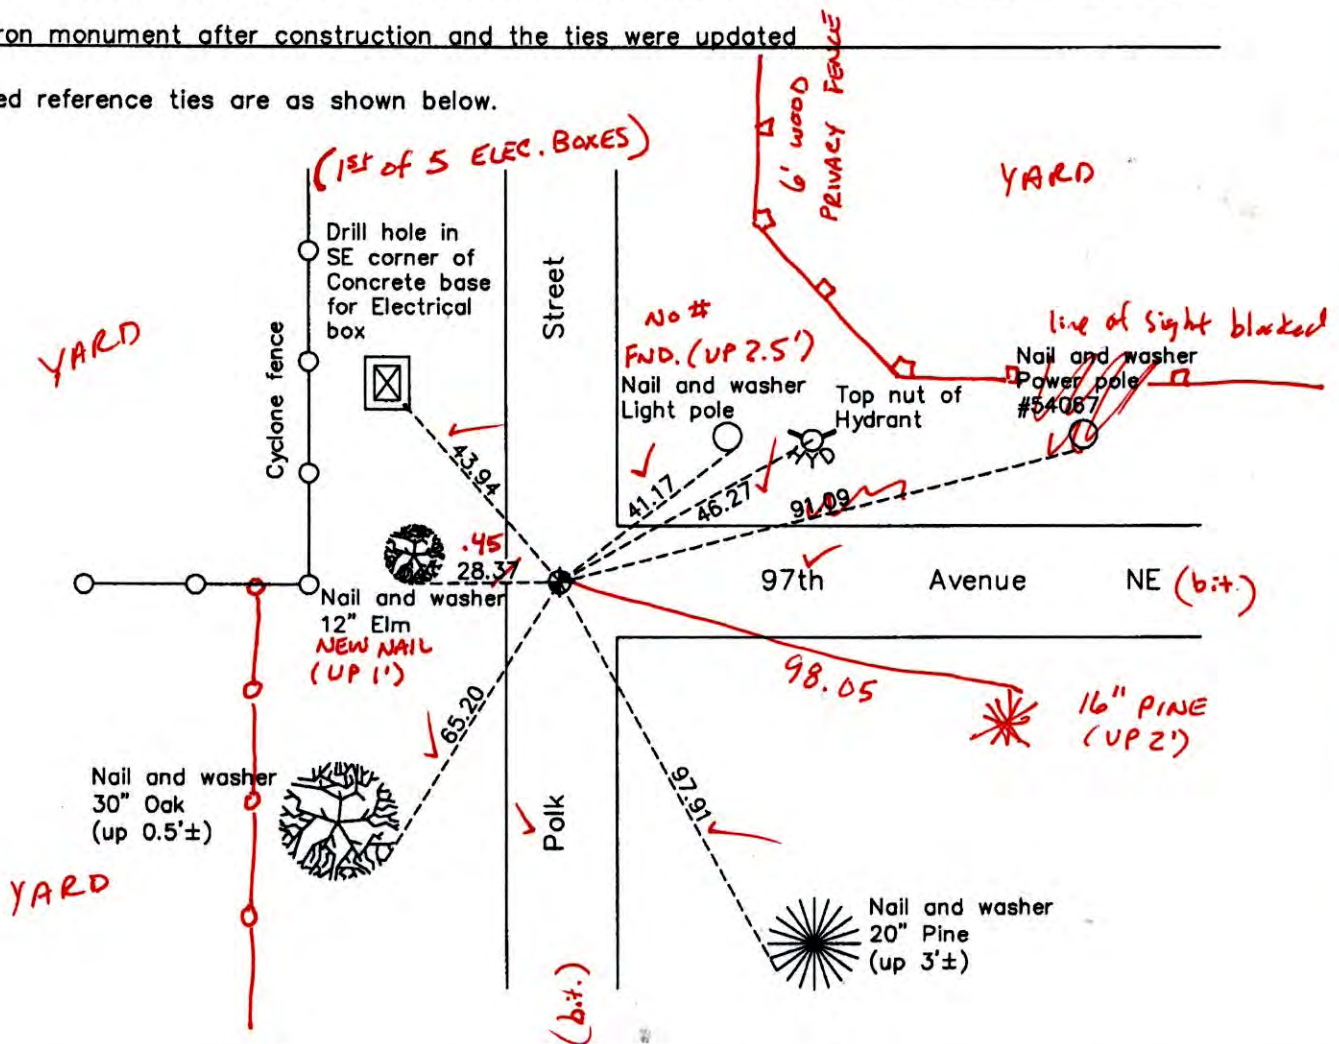 ron monument after construction and the ties were updated
ed reference ties are as shown below.
(1st of 5 ELEC. BOXES)
6' WOOD
PRIVACY FENCE
YARD
Drill hole in
SE corner of
Concrete base
for Electrical
box
Street
YARD
Cyclone fence
NO #
FND. (UP 2.5')
Nail and washer
Light pole
Top nut of
Hydrant
HYD
line of sight blocked
Nail and washer
Power pole
#54067
43.94
41.17
46.27
91.09
.45
28.37
97th Avenue NE (bit.)
Nail and washer
12" Elm
NEW NAIL
(UP 1')
98.05
16" PINE
(UP 2')
65.20
97.91
Nail and washer
30" Oak
(up 0.5'±)
Polk
YARD
Nail and washer
20" Pine
(up 3'±)
(bit.)